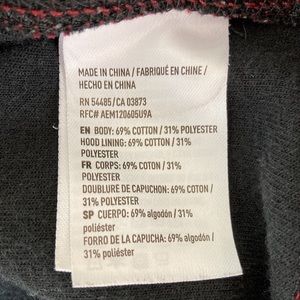 MADE IN CHINA / FABRIQUÉ EN CHINE /
HECHO EN CHINA
RN 54485/CA 03873
RFC# AEM120605U9A
EN BODY: 69% COTTON / 31% POLYESTER
HOOD LINING: 69% COTTON / 31%
POLYESTER
FR CORPS: 69% COTON / 31% POLYESTER
DOUBLURE DE CAPUCHON: 69% COTON
/ 31% POLYESTER
SP CUERPO: 69% algodón / 31%
poliéster
FORRO DE LA CAPUCHA: 69% algodón /
31% poliéster